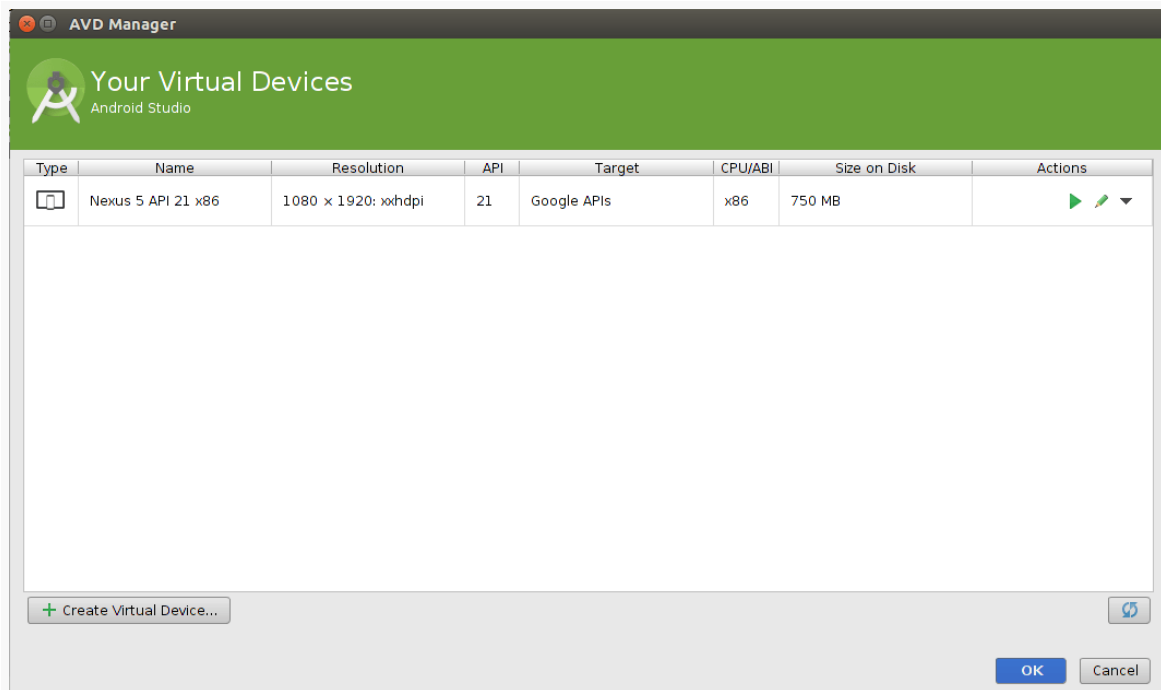 AVD Manager
Your Virtual Devices
Android Studio
Type Name Resolution API Target CPU/ABI Size on Disk Actions
Nexus 5 API 21 x86 1080 × 1920: xxhdpi 21 Google APIs x86 750 MB
Create Virtual Device...
OK Cancel